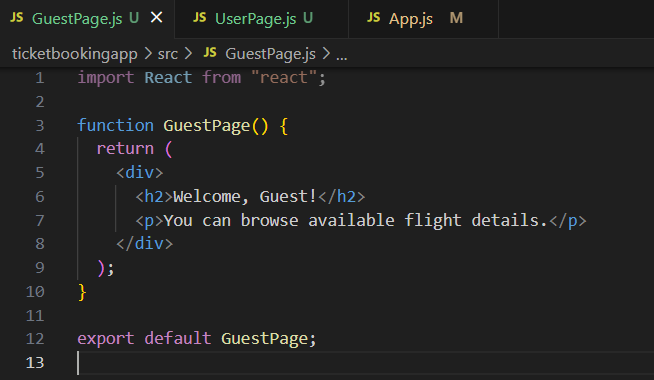 JS GuestPage.js U × JS UserPage.js U JS App.js M
ticketbookingapp > src > JS GuestPage.js > ...
1 import React from "react";
2
3 function GuestPage() {
4 return (
5 <div>
6 <h2>Welcome, Guest!</h2>
7 <p>You can browse available flight details.</p>
8 </div>
9 );
10 }
11
12 export default GuestPage;
13